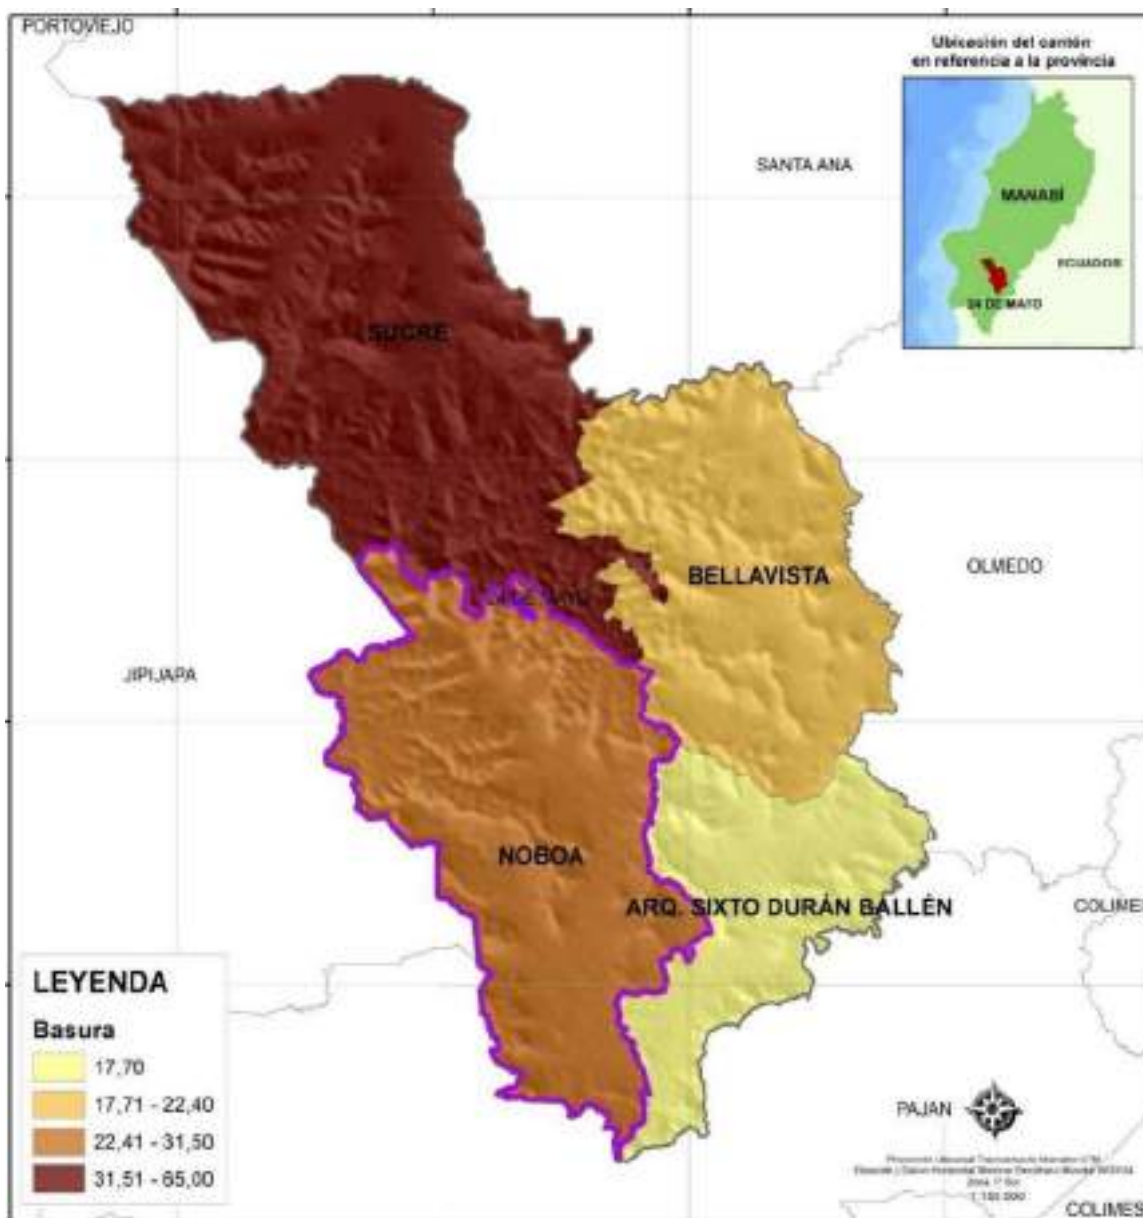 PORTOVIEJO
Ubicación del cantón
en referencia a la provincia
SANTA ANA
MANABÍ
ECUADOR
24 DE MAYO
SUCRE
BELLAVISTA
OLMEDO
JIPIJAPA
NOBOA
ARQ. SIXTO DURÁN BALLÉN
COLIMES
LEYENDA
Basura
17,70
17,71 - 22,40
22,41 - 31,50
31,51 - 65,00
PAJAN
COLIMES